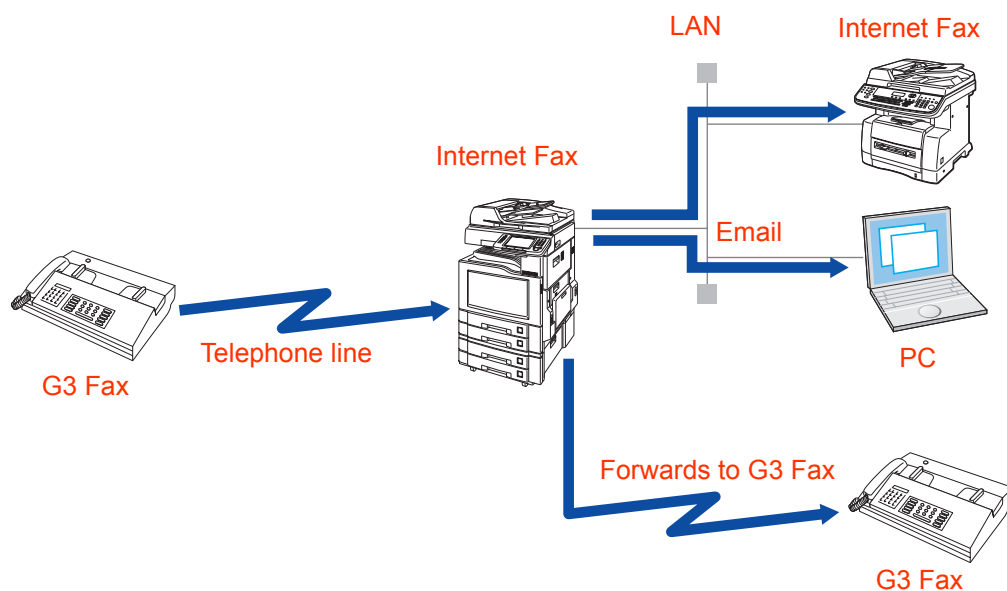 LAN
Internet Fax
Internet Fax
Email
Telephone line
G3 Fax
PC
Forwards to G3 Fax
G3 Fax